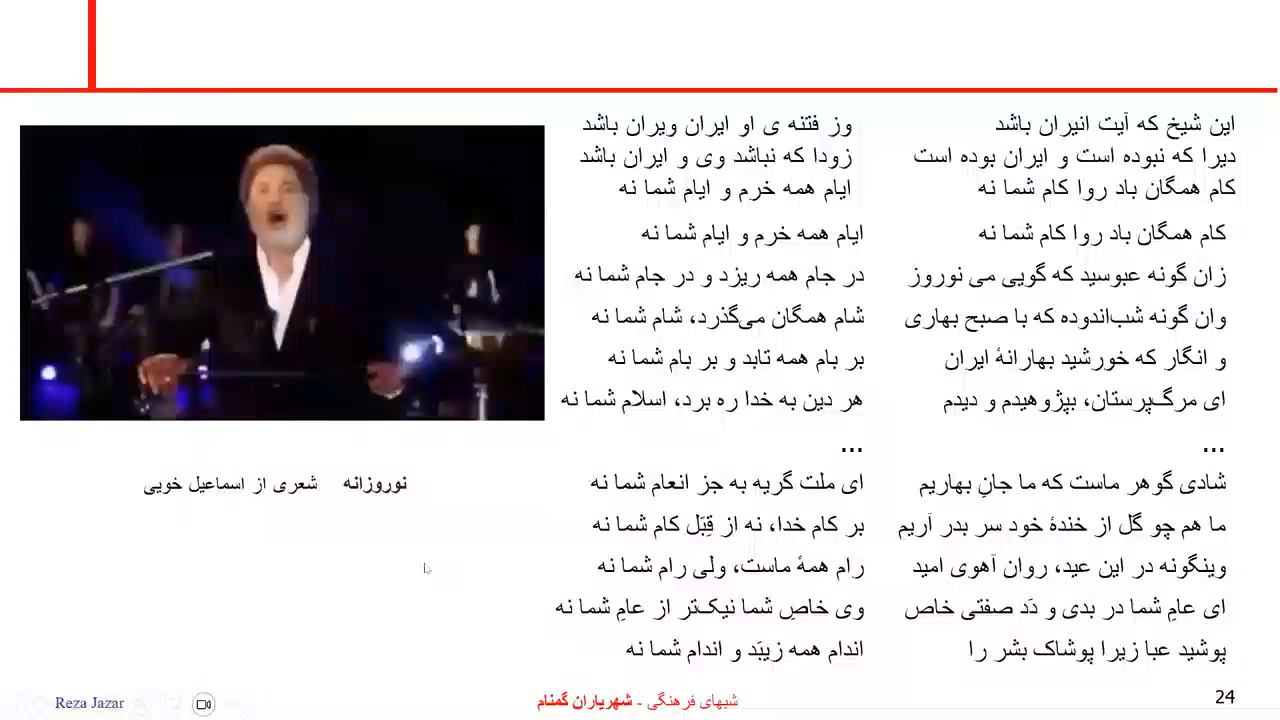 این شیخ که آیت انیران باشد وز فتنه ی او ایران ویران باشد
دیرا که نبوده است و ایران بوده است زودا که نباشد وی و ایران باشد
کام همگان باد روا کام شما نه ایام همه خرم و ایام شما نه
کام همگان باد روا کام شما نه ایام همه خرم و ایام شما نه
زان گونه عبوسید که گویی می نوروز در جام همه ریزد و در جام شما نه
وان گونه شب‌اندوده که با صبح بهاری شام همگان می‌گذرد، شام شما نه
و انگار که خورشید بهارانهٔ ایران بر بام همه تابد و بر بام شما نه
ای مرگ‌پرستان، بپژوهیدم و دیدم هر دین به خدا ره برد، اسلام شما نه
... ...
شادی گوهر ماست که ما جانِ بهاریم ای ملت گریه به جز انعام شما نه
ما هم چو گل از خندهٔ خود سر بدر آریم بر کام خدا، نه از قِبَل کام شما نه
وینگونه در این عید، روان آهوی امید رام همهٔ ماست، ولی رام شما نه
ای عامِ شما در بدی و دَد صفتی خاص وی خاصِ شما نیک‌تر از عامِ شما نه
پوشید عبا زیرا پوشاک بشر را اندام همه زیبَد و اندام شما نه
نوروزانه شعری از اسماعیل خویی
Reza Jazar
شبهای فرهنگی - شهریاران گمنام
24